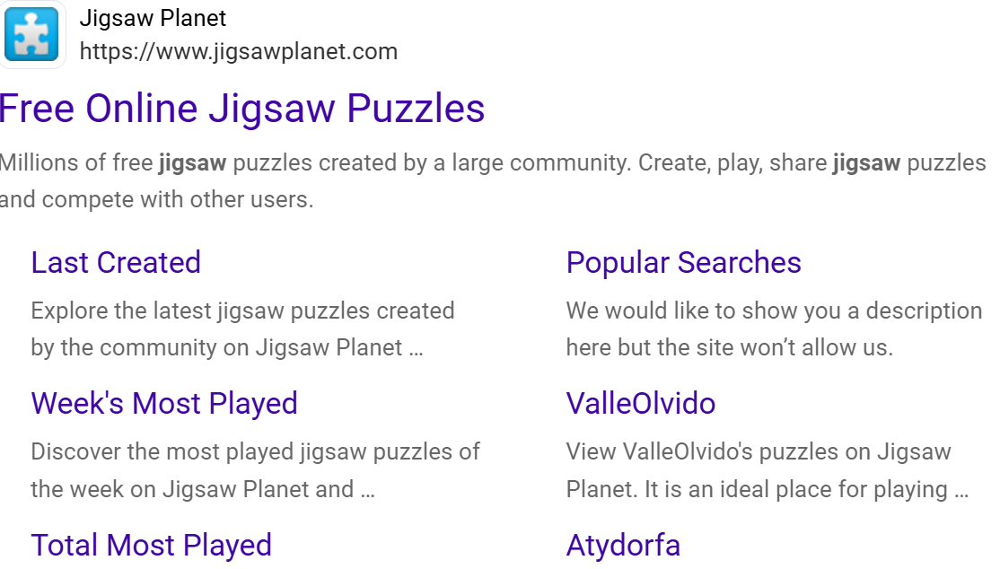 Jigsaw Planet
https://www.jigsawplanet.com
Free Online Jigsaw Puzzles
Millions of free jigsaw puzzles created by a large community. Create, play, share jigsaw puzzles
and compete with other users.
Last Created
Explore the latest jigsaw puzzles created
by the community on Jigsaw Planet ...
Popular Searches
We would like to show you a description
here but the site won’t allow us.
Week's Most Played
Discover the most played jigsaw puzzles of
the week on Jigsaw Planet and ...
ValleOlvido
View ValleOlvido's puzzles on Jigsaw
Planet. It is an ideal place for playing ...
Total Most Played
Atydorfa